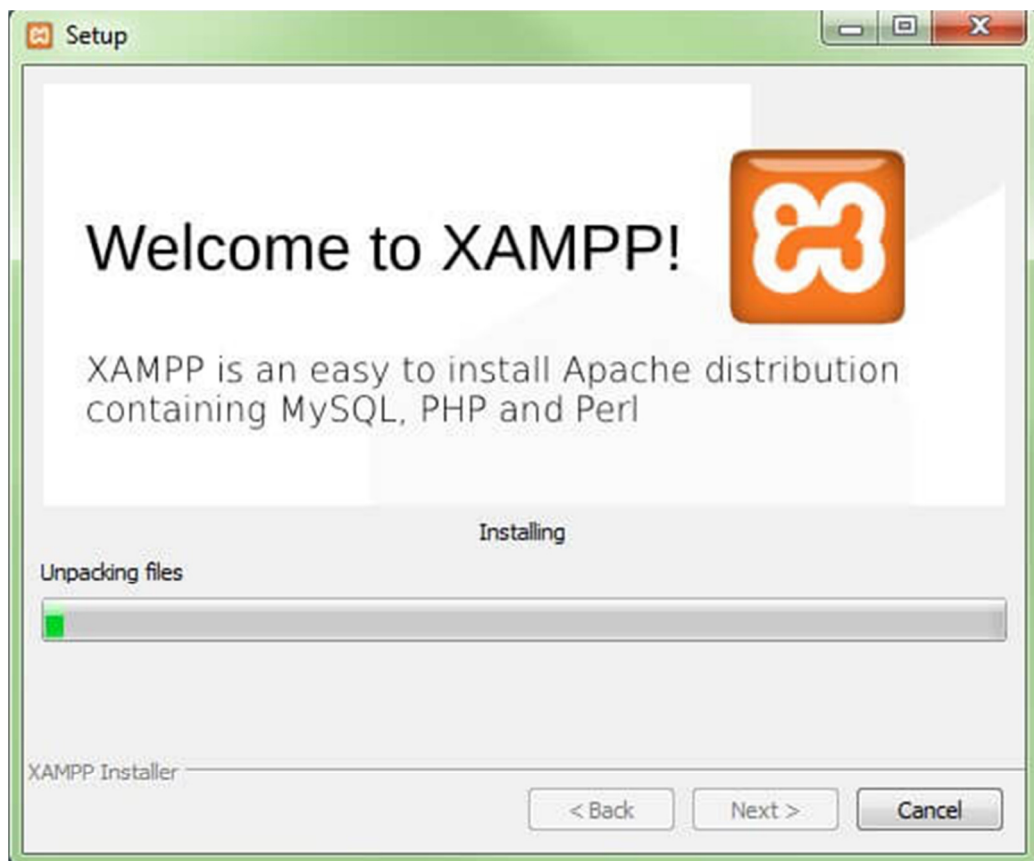 Setup
Welcome to XAMPP!
XAMPP is an easy to install Apache distribution
containing MySQL, PHP and Perl
Installing
Unpacking files
XAMPP Installer
< Back
Next >
Cancel